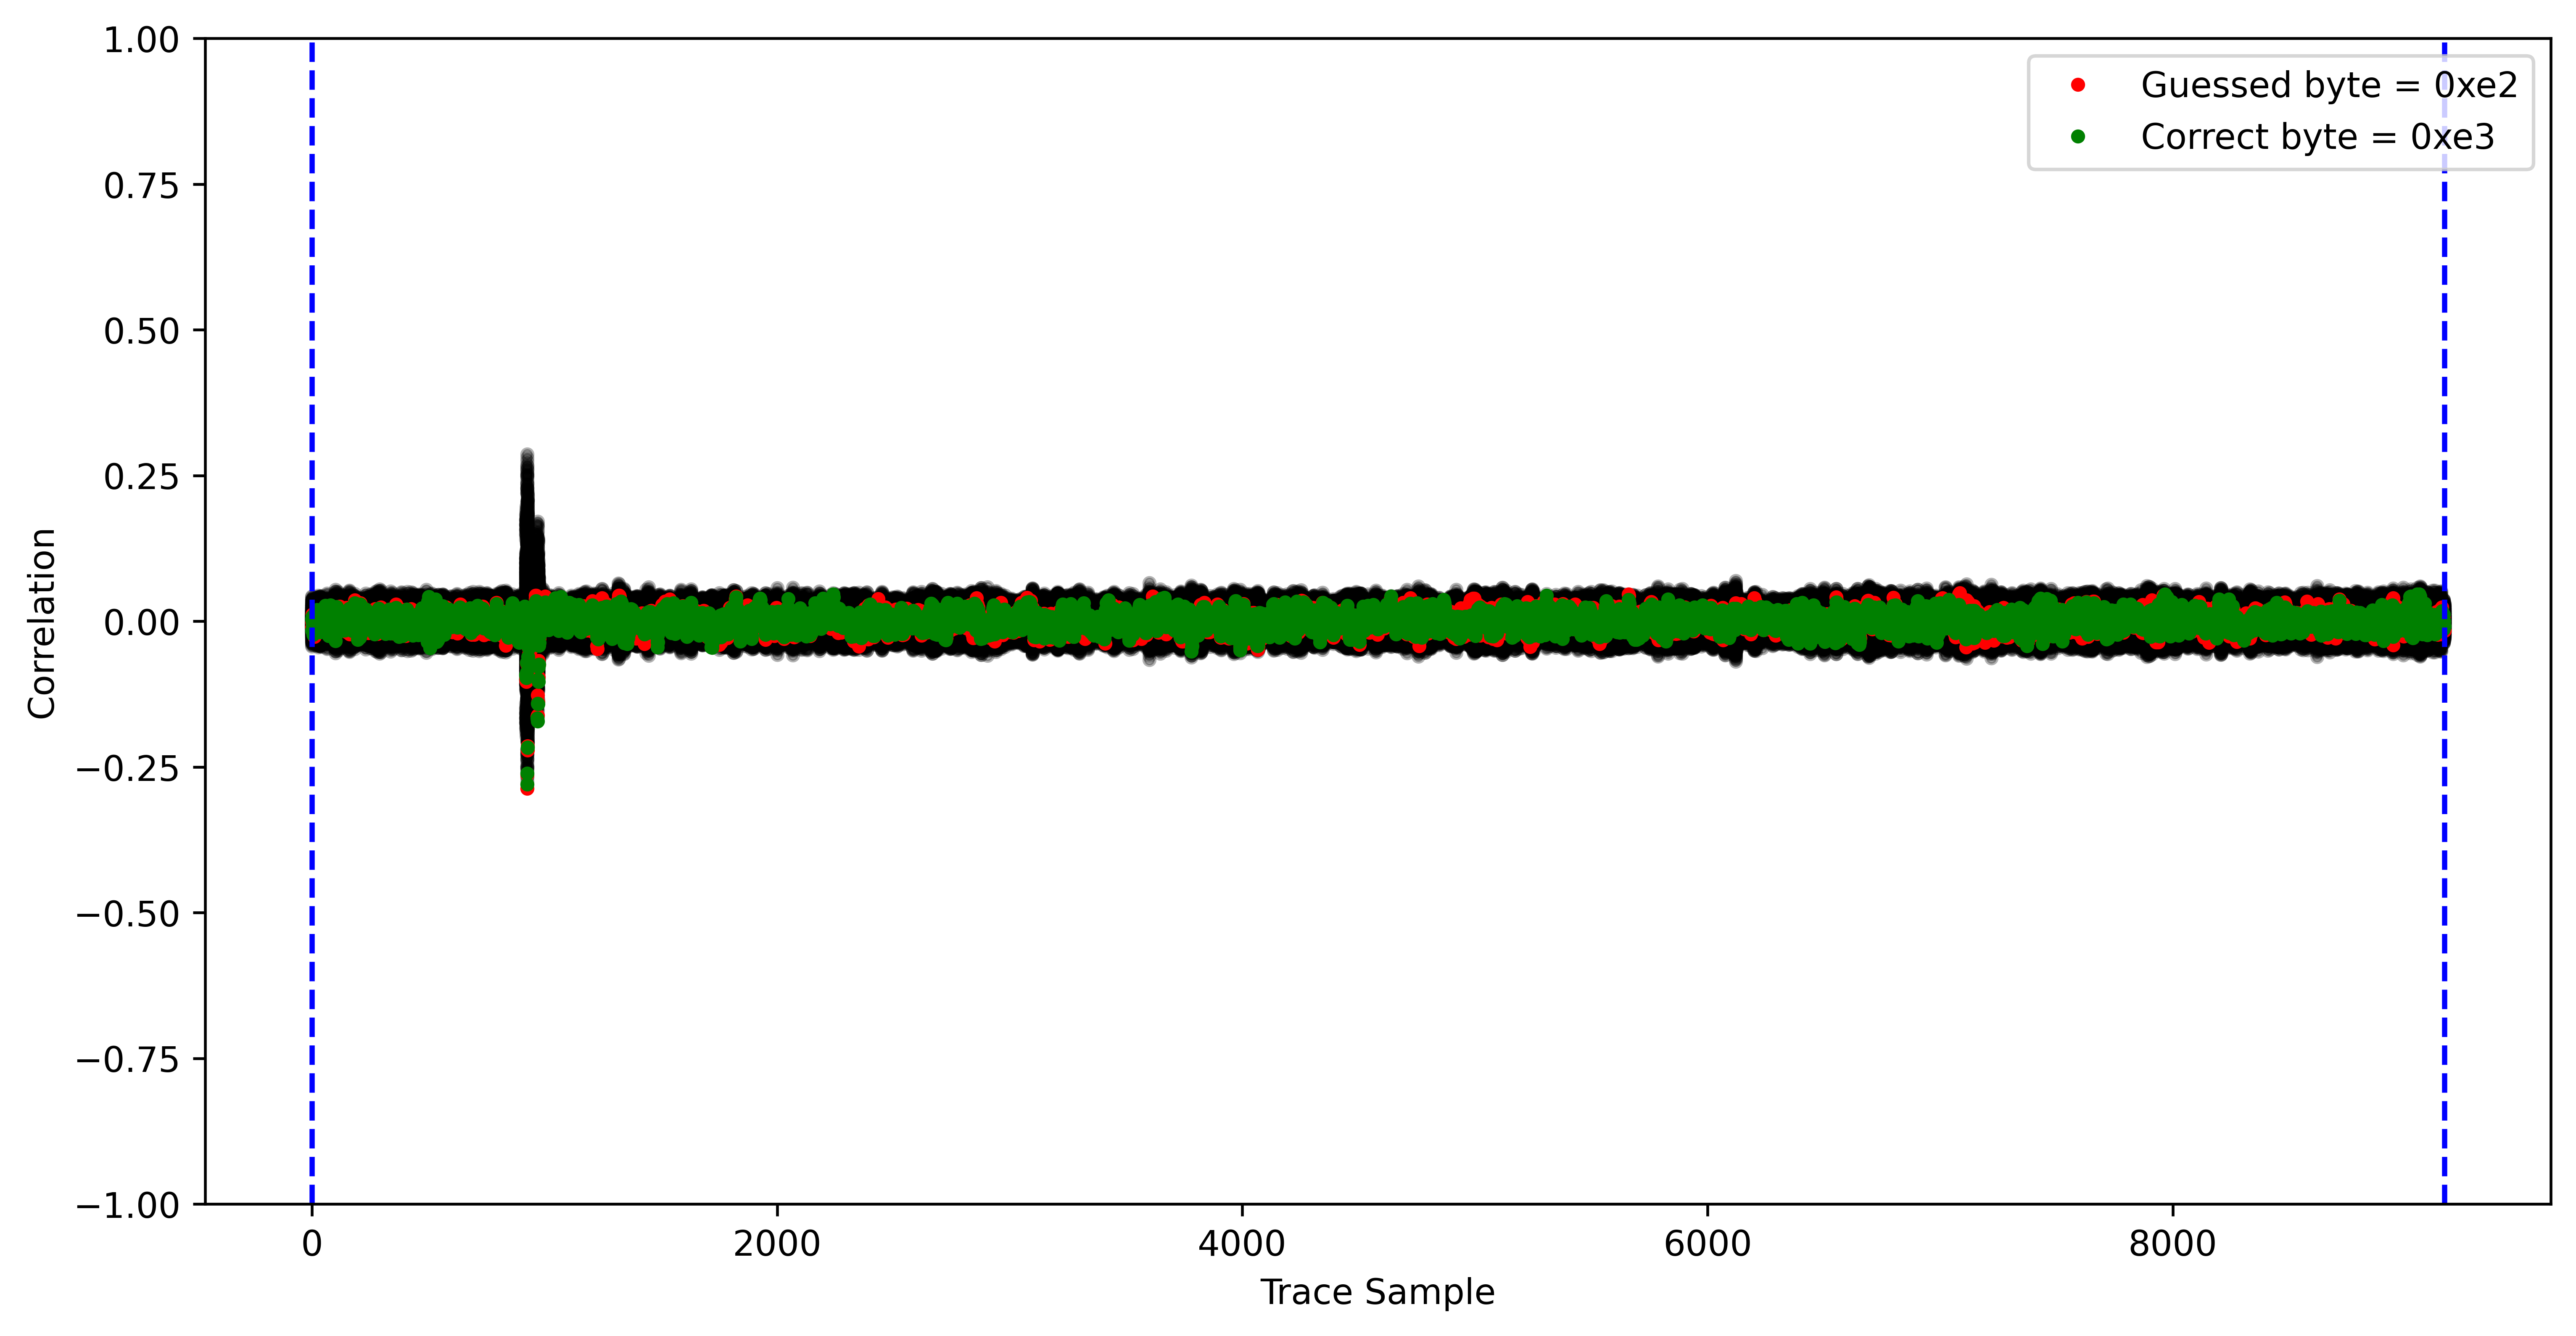 Guessed byte = 0xe2
Correct byte = 0xe3
1.00
0.75
0.50
0.25
0.00
−0.25
−0.50
−0.75
−1.00
Correlation
0 2000 4000 6000 8000
Trace Sample